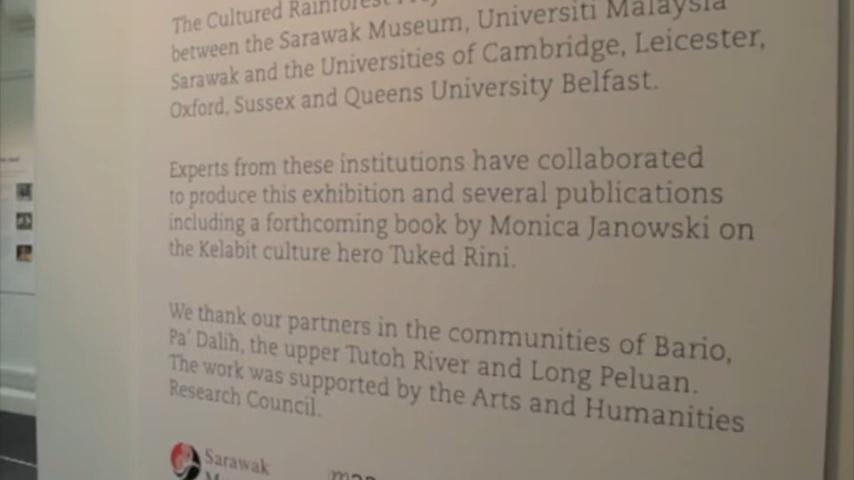 The Cultured Rainforest
between the Sarawak Museum, Universiti Malaysia
Sarawak and the Universities of Cambridge, Leicester,
Oxford, Sussex and Queens University Belfast.
Experts from these institutions have collaborated
to produce this exhibition and several publications
including a forthcoming book by Monica Janowski on
the Kelabit culture hero Tuked Rini.
We thank our partners in the communities of Bario,
Pa' Dalih, the upper Tutoh River and Long Peluan.
The work was supported by the Arts and Humanities
Research Council.
Sarawak